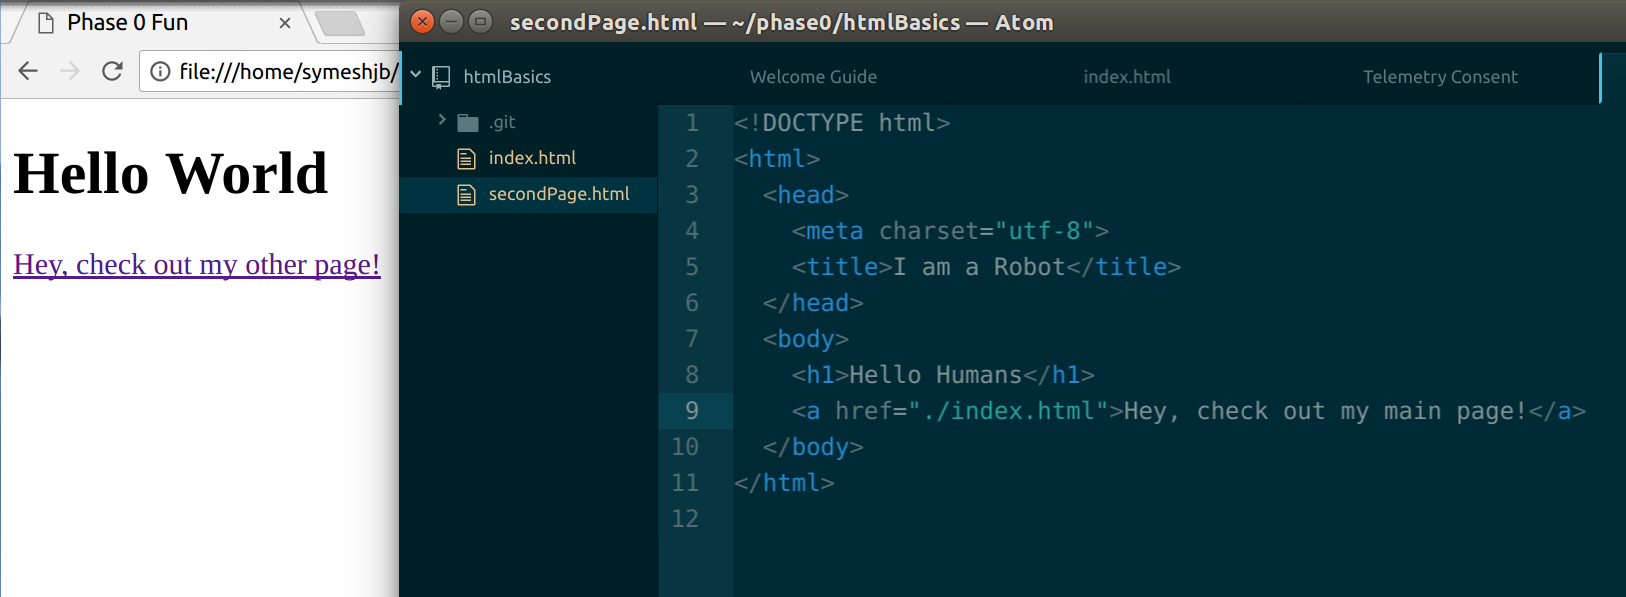 Phase 0 Fun
file:///home/symeshjb/
Hello World
Hey, check out my other page!
secondPage.html — ~/phase0/htmlBasics — Atom
htmlBasics
.git
index.html
secondPage.html
Welcome Guide index.html Telemetry Consent
1 <!DOCTYPE html>
2 <html>
3   <head>
4     <meta charset="utf-8">
5     <title>I am a Robot</title>
6   </head>
7   <body>
8     <h1>Hello Humans</h1>
9     <a href="./index.html">Hey, check out my main page!</a>
10   </body>
11 </html>
12